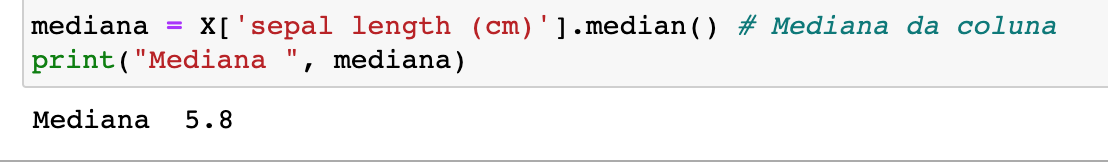 mediana = X['sepal length (cm)'].median() # Mediana da coluna
print("Mediana ", mediana)
Mediana  5.8